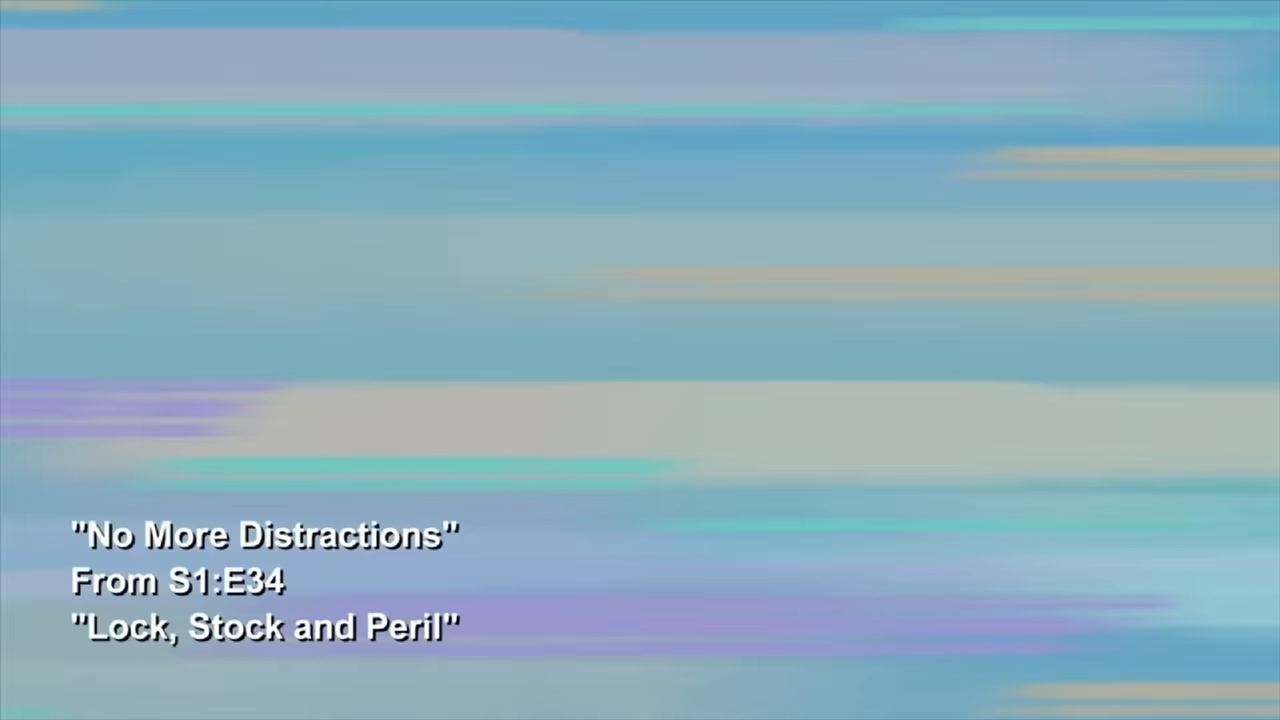 "No More Distractions"
From S1:E34
"Lock, Stock and Peril"